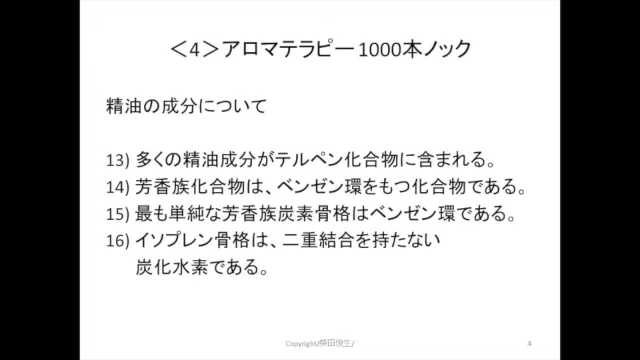 ＜4＞アロマテラピー1000本ノック
精油の成分について
13) 多くの精油成分がテルペン化合物に含まれる。
14) 芳香族化合物は、ベンゼン環をもつ化合物である。
15) 最も単純な芳香族炭素骨格はベンゼン環である。
16) イソプレン骨格は、二重結合を持たない
炭化水素である。
Copyright/柴田俊生/
4